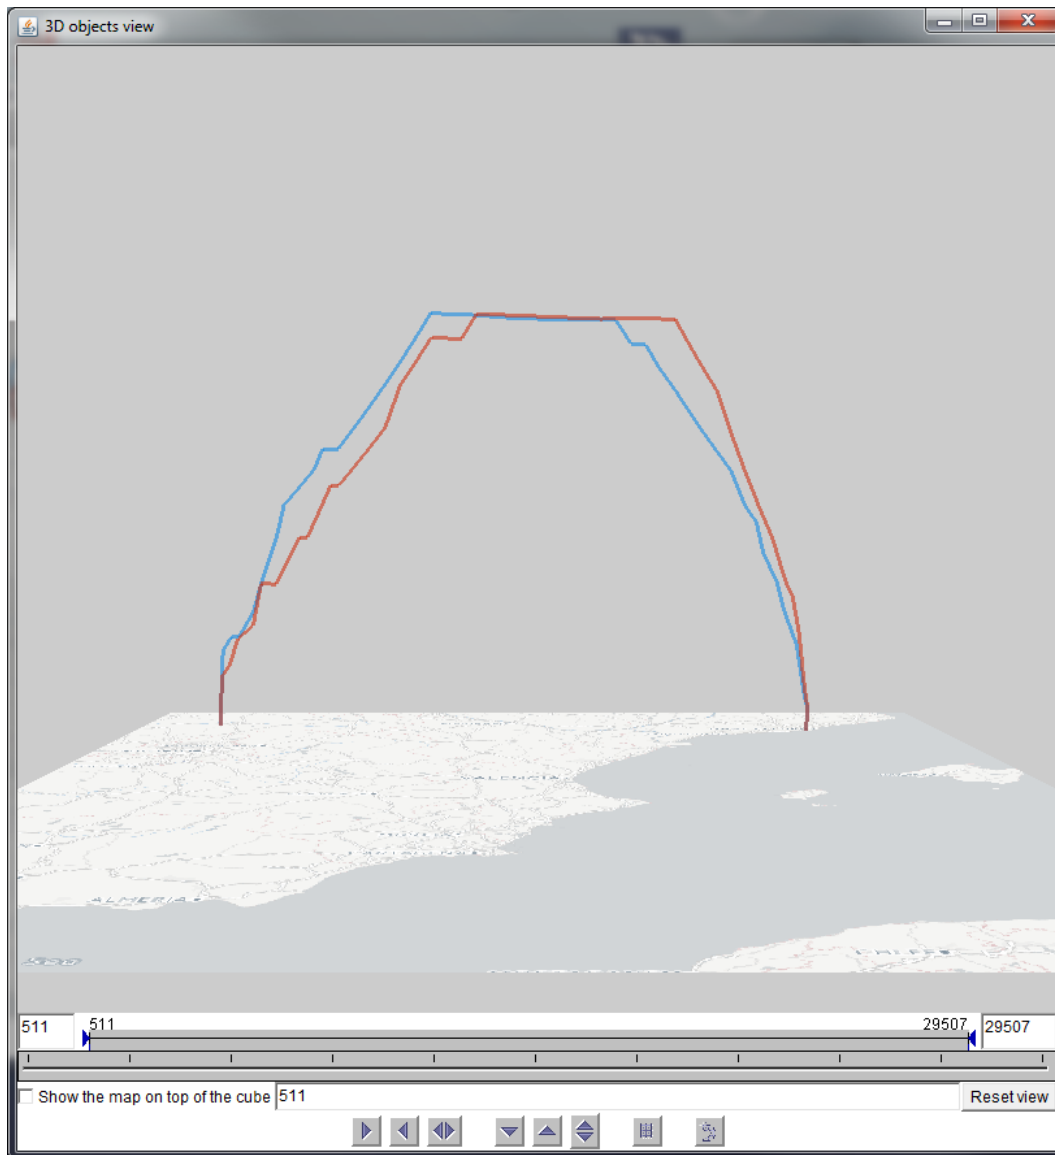 3D objects view
VALENCIA
ALMERIA
511
511
29507
29507
Show the map on top of the cube
511
Reset view